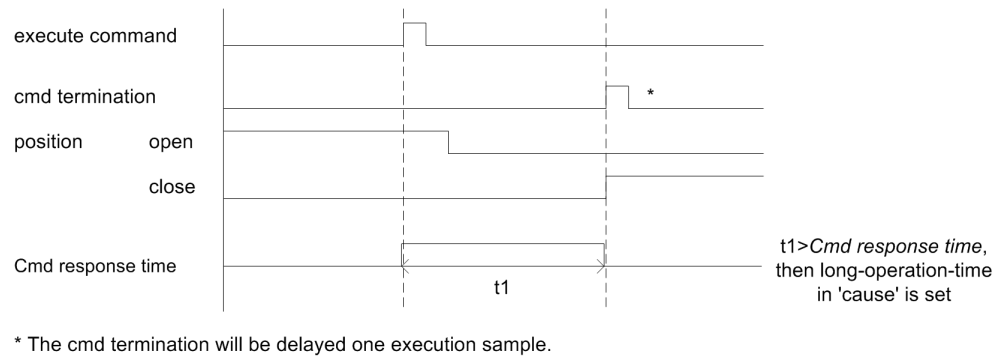 execute command
cmd termination
*
position open
close
Cmd response time
t1
t1>Cmd response time,
then long-operation-time
in 'cause' is set
* The cmd termination will be delayed one execution sample.